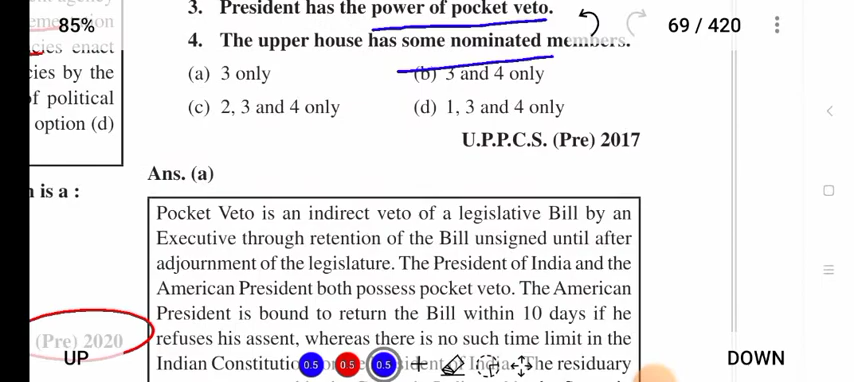 3. President has the power of pocket veto.
4. The upper house has some nominated members.
(a) 3 only
(b) 3 and 4 only
(c) 2, 3 and 4 only
(d) 1, 3 and 4 only
U.P.P.C.S. (Pre) 2017
Ans. (a)
Pocket Veto is an indirect veto of a legislative Bill by an
Executive through retention of the Bill unsigned until after
adjournment of the legislature. The President of India and the
American President both possess pocket veto. The American
President is bound to return the Bill within 10 days if he
refuses his assent, whereas there is no such time limit in the
Indian Constitutio India The residuary
85%
cies enact
cies by the
of political
option (d)
is a :
(Pre) 2020
UP
69 / 420
0.5 0.5 0.5
DOWN